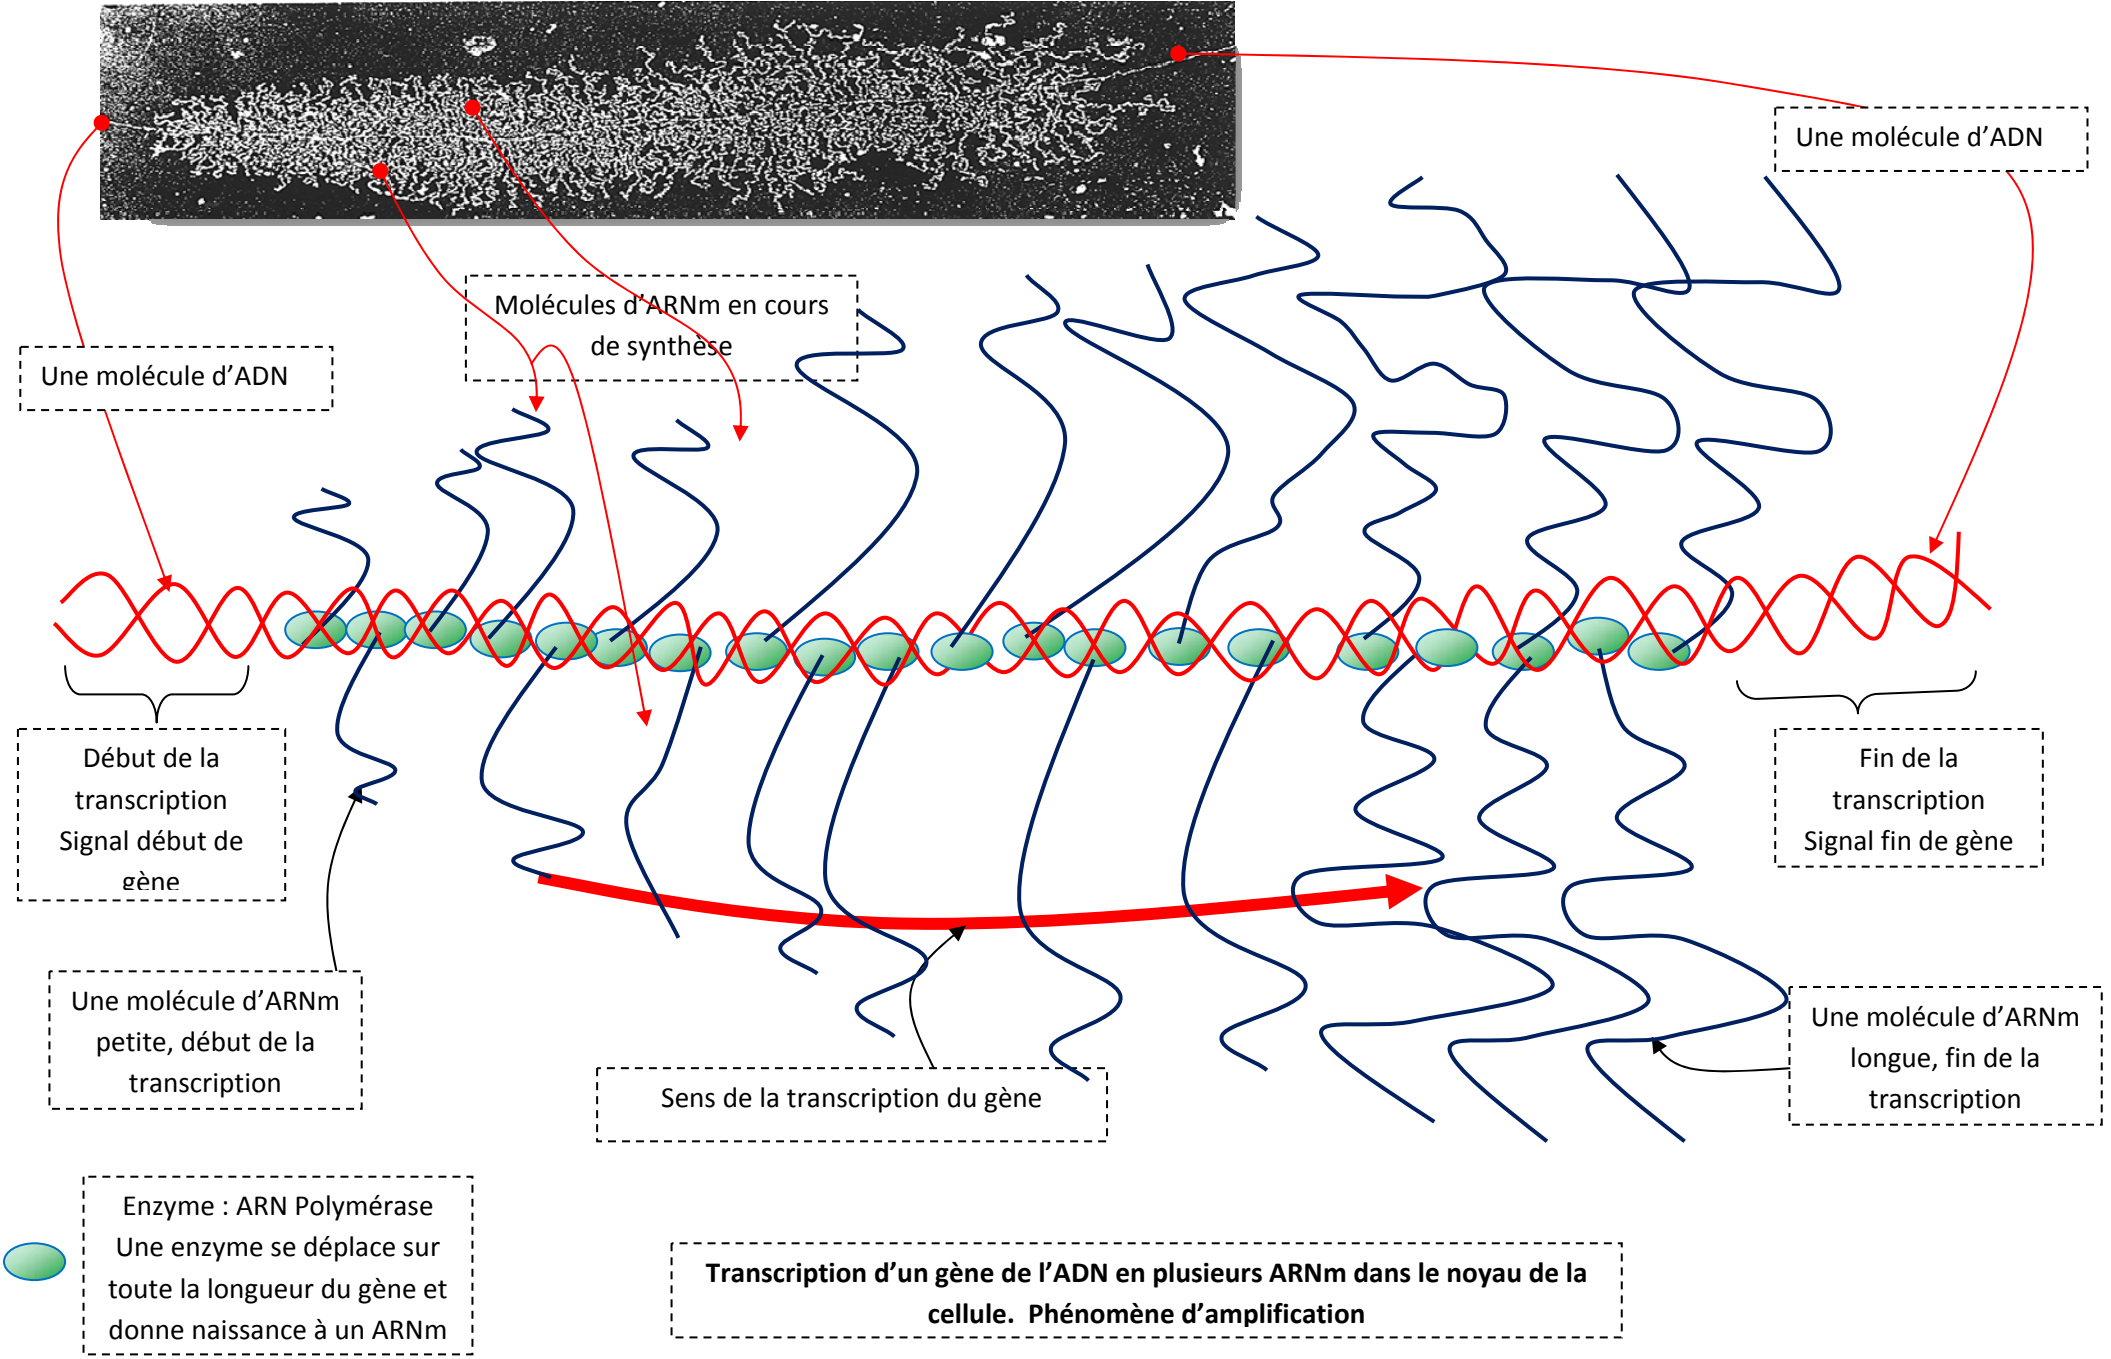 Une molécule d’ADN
Molécules d’ARNm en cours
de synthèse
Une molécule d’ADN
Début de la
transcription
Signal début de
gène
Fin de la
transcription
Signal fin de gène
Une molécule d’ARNm
petite, début de la
transcription
Sens de la transcription du gène
Une molécule d’ARNm
longue, fin de la
transcription
Enzyme : ARN Polymérase
Une enzyme se déplace sur
toute la longueur du gène et
donne naissance à un ARNm
Transcription d’un gène de l’ADN en plusieurs ARNm dans le noyau de la
cellule. Phénomène d’amplification